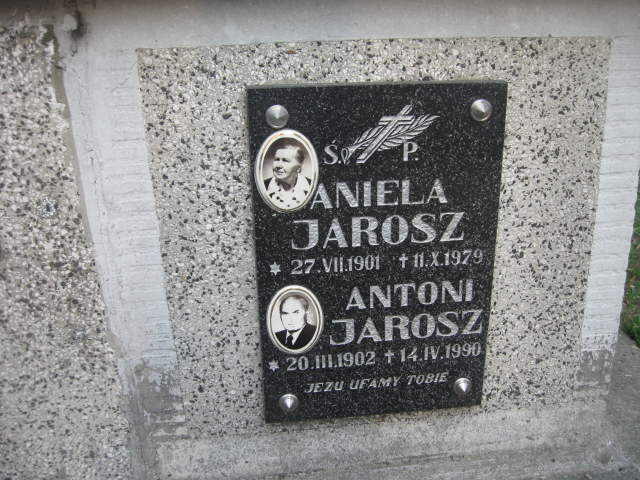 Ś. P.
ANIELA
JAROSZ
* 27.VII.1901 † 11.X.1979
ANTONI
JAROSZ
* 20.III.1902 † 14.IV.1990
JEZU UFAMY TOBIE